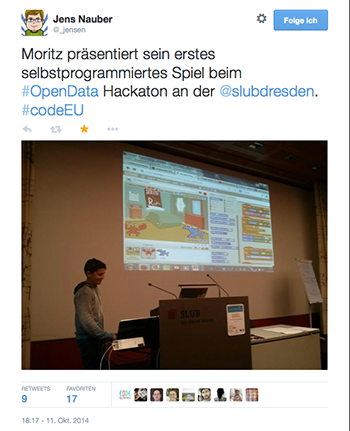 Jens Nauber
@_jensen
Folge ich
Moritz präsentiert sein erstes
selbstprogrammiertes Spiel beim
#OpenData Hackaton an der @slubdresden.
#codeEU
SLUB
RETWEETS
9
FAVORITEN
17
18:17 - 11. Okt. 2014